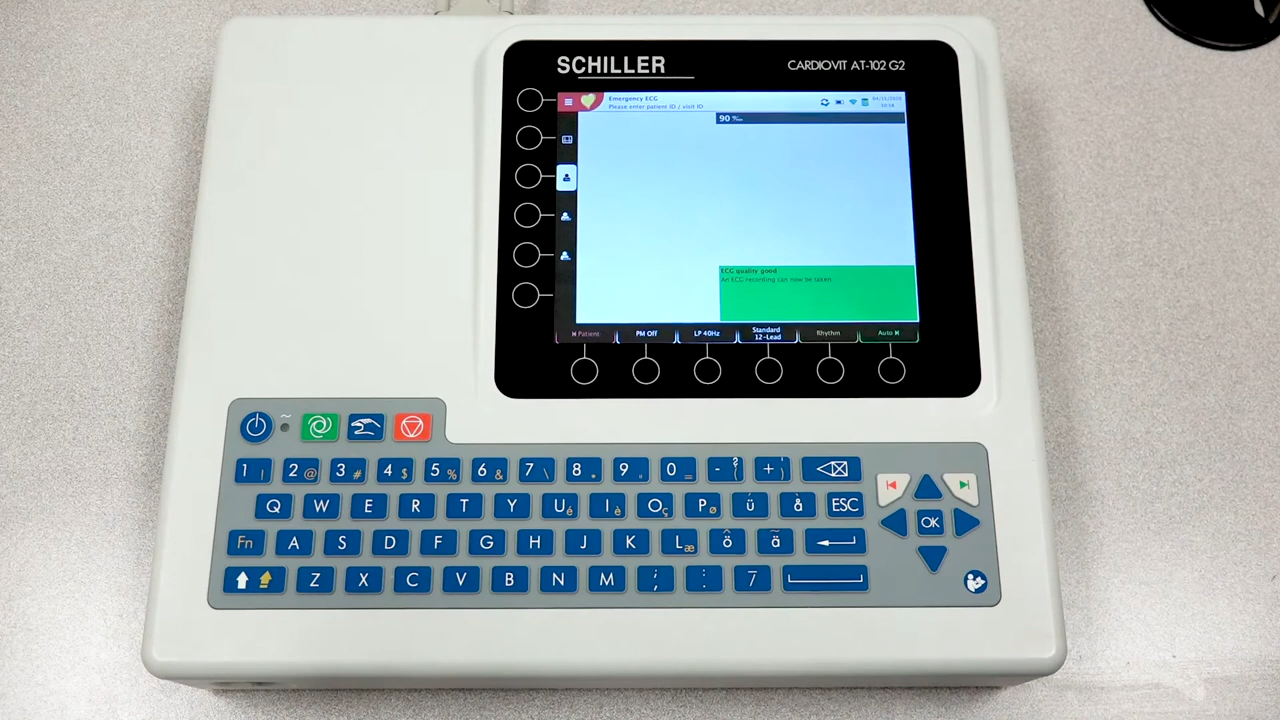 SCHILLER
CARDIOVIT AT-102 G2
Emergency ECG
Please enter patient ID / visit ID
90
ECG quality good
An ECG recording can now be taken
Patient
PM Off
LP 40Hz
Standard
12-Lead
Rhythm
Auto
1 | 2 @ 3 # 4 $ 5 % 6 & 7 \ 8 9 0 _ - + )
Q W E R T Y U é I è O ç P ø ü å ESC
Fn A S D F G H J K L æ ö ä OK
Z X C V B N M ; , : . /